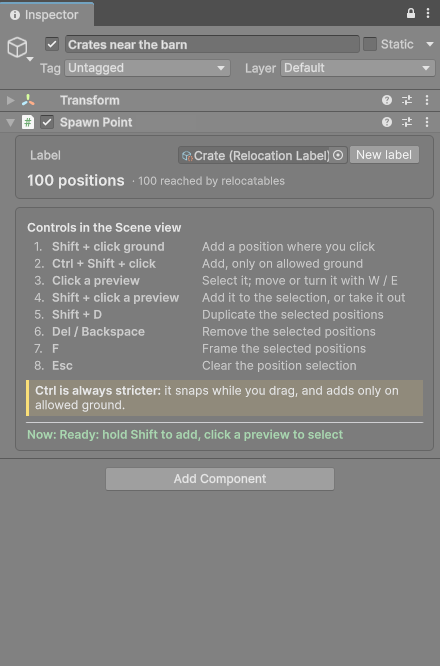 Inspector
Crates near the barn
Static
Tag Untagged Layer Default
Transform
# Spawn Point
Label Crate (Relocation Label) New label
100 positions · 100 reached by relocatables
Controls in the Scene view
1. Shift + click ground Add a position where you click
2. Ctrl + Shift + click Add, only on allowed ground
3. Click a preview Select it; move or turn it with W / E
4. Shift + click a preview Add it to the selection, or take it out
5. Shift + D Duplicate the selected positions
6. Del / Backspace Remove the selected positions
7. F Frame the selected positions
8. Esc Clear the position selection
Ctrl is always stricter: it snaps while you drag, and adds only on
allowed ground.
Now: Ready: hold Shift to add, click a preview to select
Add Component